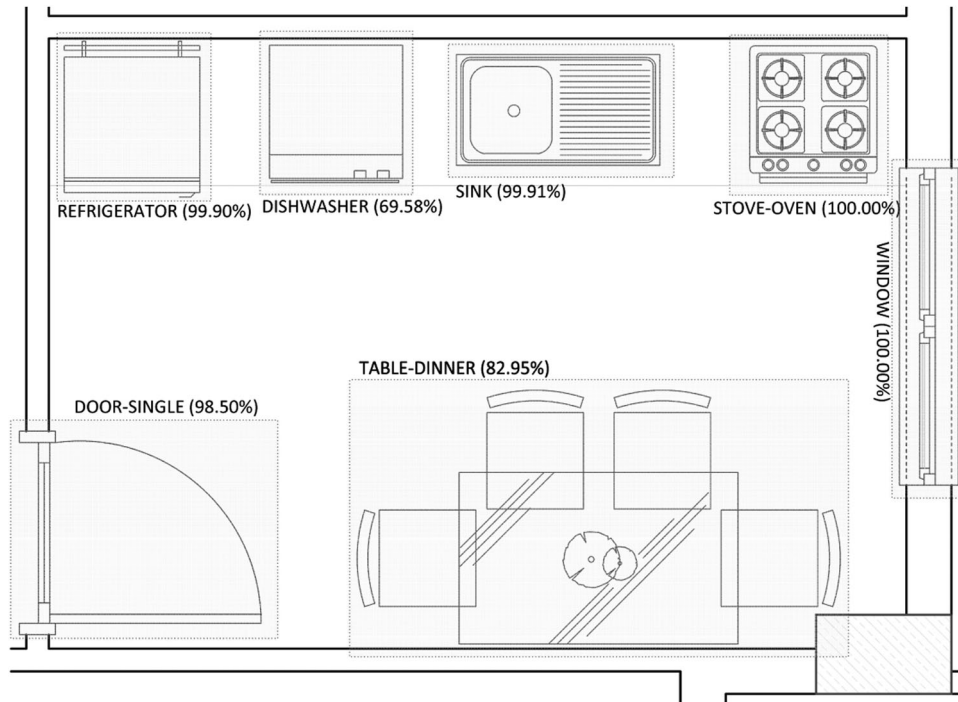 REFRIGERATOR (99.90%)
DISHWASHER (69.58%)
SINK (99.91%)
STOVE-OVEN (100.00%)
WINDOW (100.00%)
TABLE-DINNER (82.95%)
DOOR-SINGLE (98.50%)